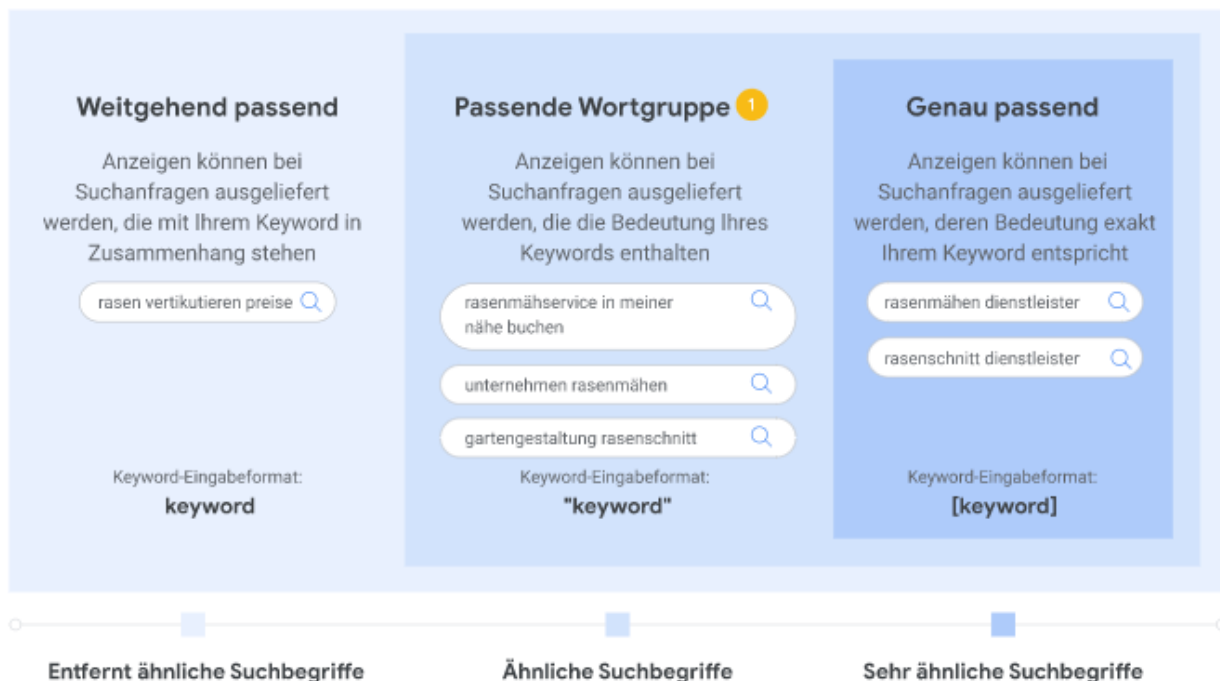 Weitgehend passend
Anzeigen können bei
Suchanfragen ausgeliefert
werden, die mit Ihrem Keyword in
Zusammenhang stehen
rasen vertikutieren preise
Keyword-Eingabeformat:
keyword
Passende Wortgruppe 1
Anzeigen können bei
Suchanfragen ausgeliefert
werden, die die Bedeutung Ihres
Keywords enthalten
rasenmähservice in meiner
nähe buchen
unternehmen rasenmähen
gartengestaltung rasenschnitt
Keyword-Eingabeformat:
"keyword"
Genau passend
Anzeigen können bei
Suchanfragen ausgeliefert
werden, deren Bedeutung exakt
Ihrem Keyword entspricht
rasenmähen dienstleister
rasenschnitt dienstleister
Keyword-Eingabeformat:
[keyword]
Entfernt ähnliche Suchbegriffe
Ähnliche Suchbegriffe
Sehr ähnliche Suchbegriffe